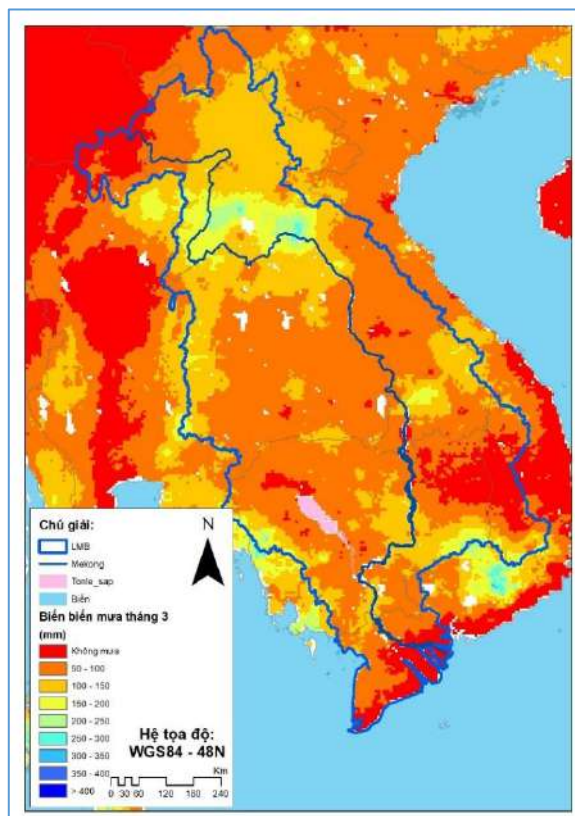 Chú giải:
N
LMB
Mekong
Tonle_sap
Biển
Biến biến mưa tháng 3
(mm)
Không mưa
50 - 100
100 - 150
150 - 200
200 - 250
250 - 300
300 - 350
350 - 400
> 400
Hệ tọa độ:
WGS84 - 48N
Km
0 30 60 120 180 240